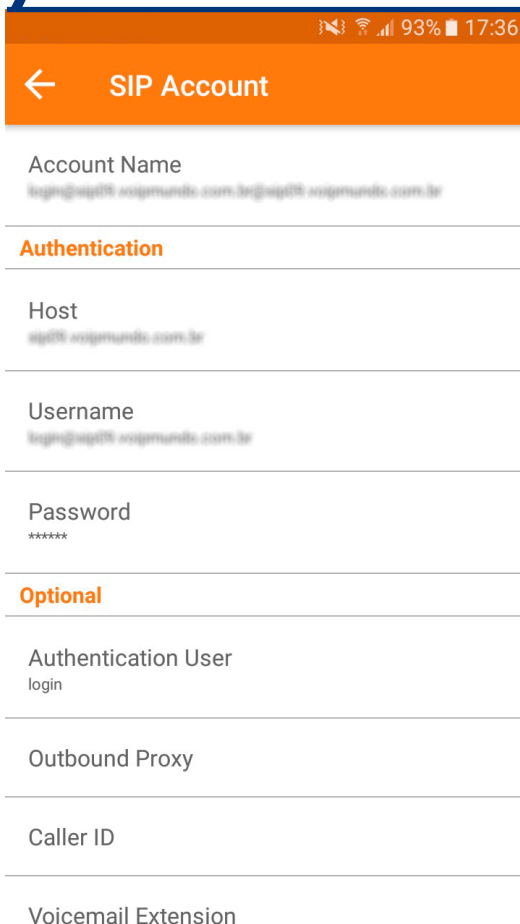 93% 17:36
SIP Account
Account Name
Authentication
Host
Username
Password
******
Optional
Authentication User
login
Outbound Proxy
Caller ID
Voicemail Extension